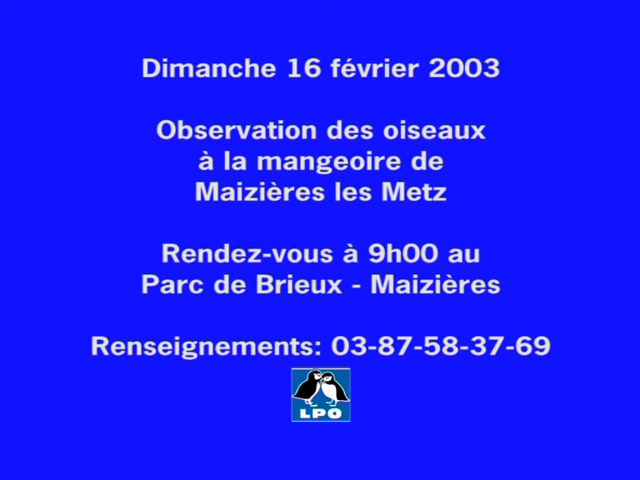 Dimanche 16 février 2003
Observation des oiseaux
à la mangeoire de
Maizières les Metz
Rendez-vous à 9h00 au
Parc de Brieux - Maizières
Renseignements: 03-87-58-37-69
LPO